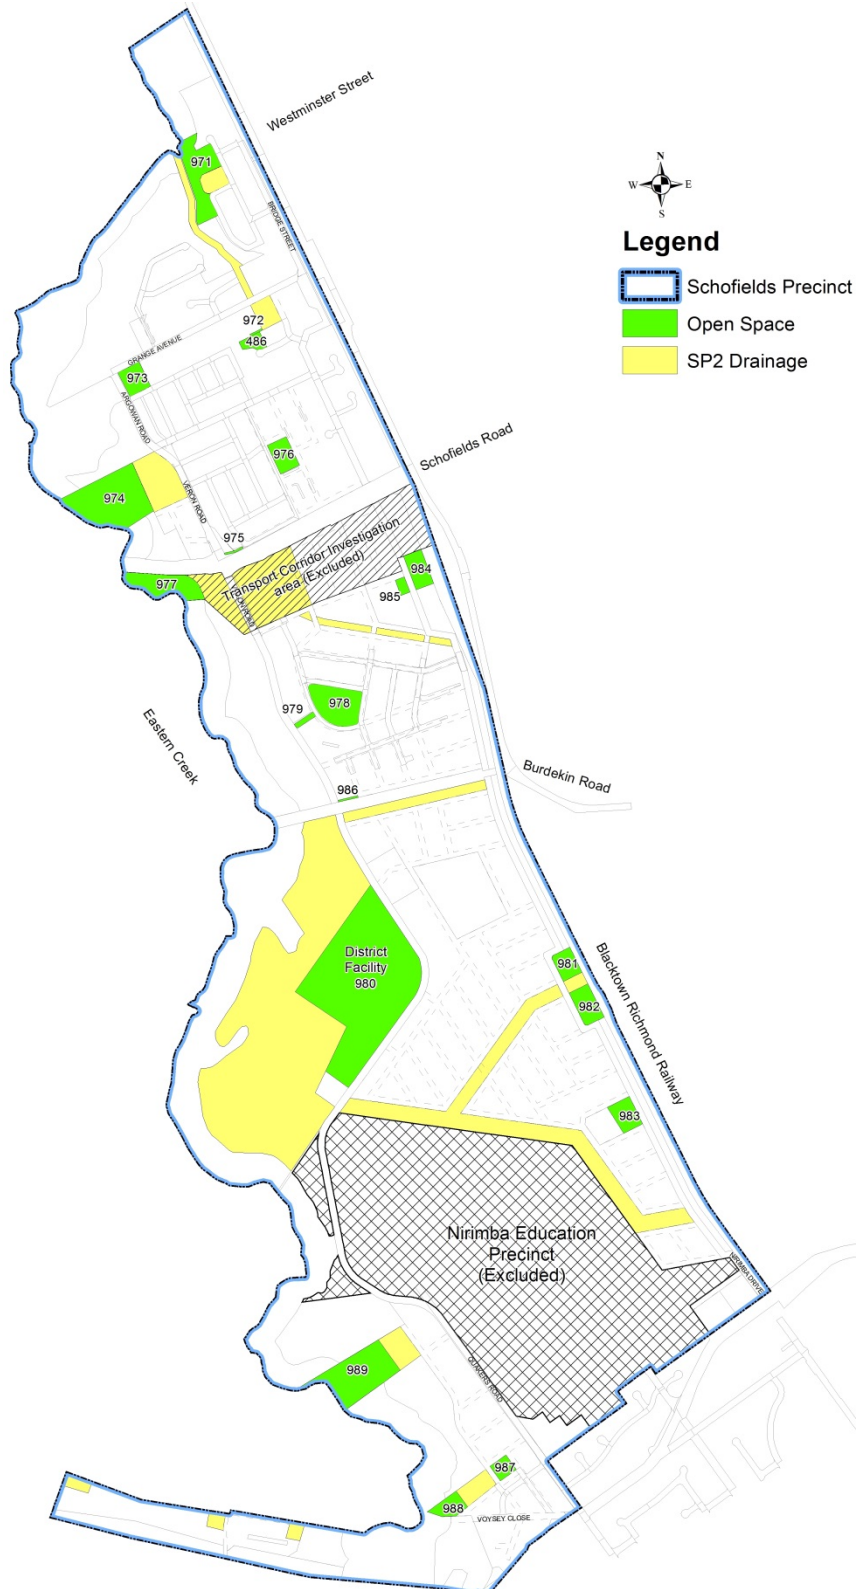 Westminster Street
N
W
E
S
Legend
Schofields Precinct
Open Space
SP2 Drainage
971
BRIDGE STREET
972
486
GRANGE AVENUE
973
ARGOWAN ROAD
976
Schofields Road
974
VERON ROAD
975
Transport Corridor Investigation
area (Excluded)
977
VERON ROAD
984
985
978
979
Eastern Creek
986
Burdekin Road
District
Facility
980
981
982
Blacktown Richmond Railway
983
Nirimba Education
Precinct
(Excluded)
NIRIMBA DRIVE
989
QUAKERS ROAD
987
988
VOYSEY CLOSE